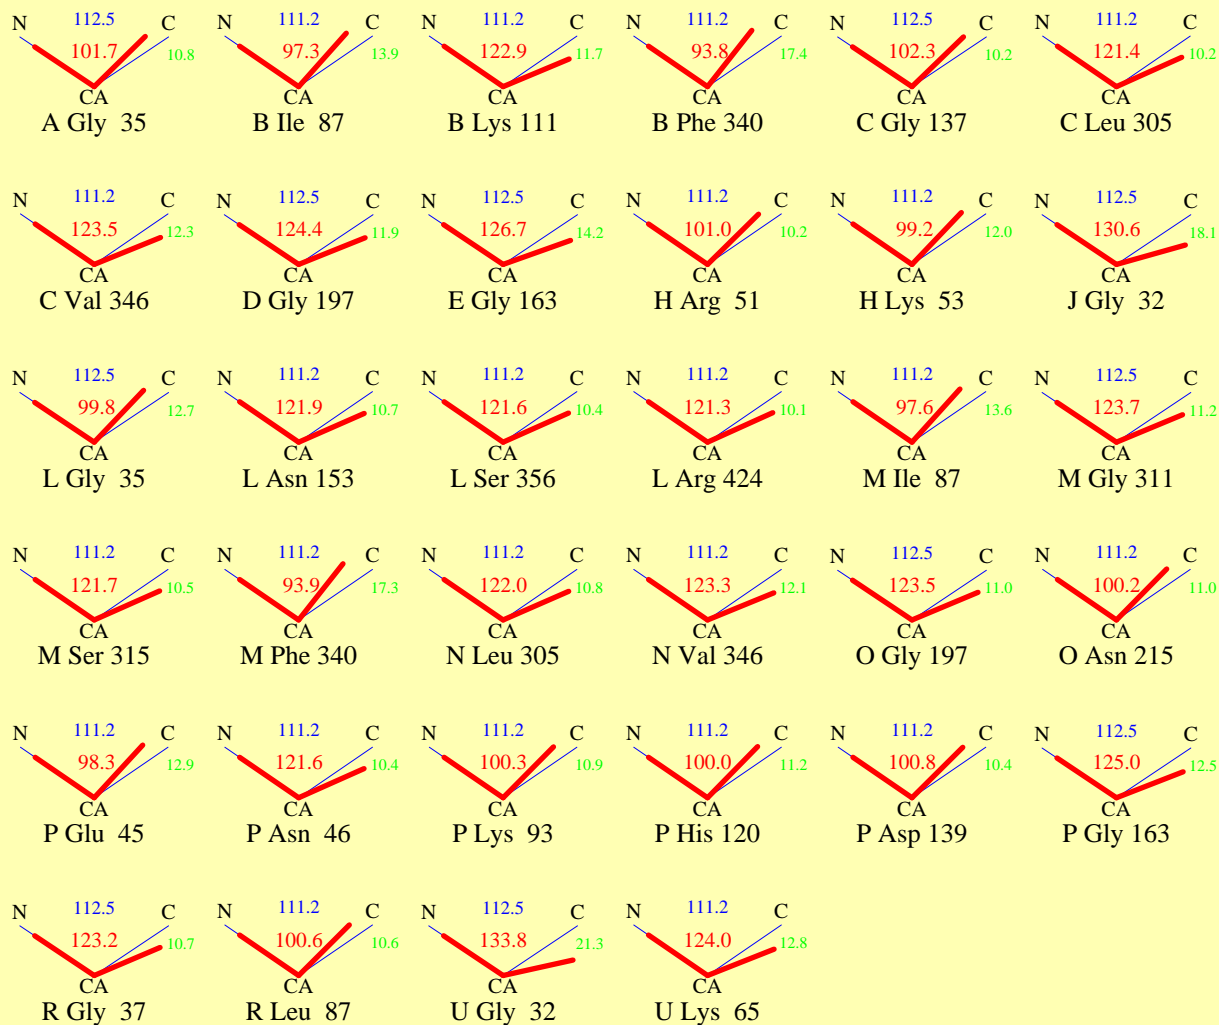 N 112.5 C N 111.2 C N 111.2 C N 111.2 C N 112.5 C N 111.2 C
101.7 10.8 97.3 13.9 122.9 11.7 93.8 17.4 102.3 10.2 121.4 10.2
CA CA CA CA CA CA
A Gly 35 B Ile 87 B Lys 111 B Phe 340 C Gly 137 C Leu 305
N 111.2 C N 112.5 C N 112.5 C N 111.2 C N 111.2 C N 112.5 C
123.5 12.3 124.4 11.9 126.7 14.2 101.0 10.2 99.2 12.0 130.6 18.1
CA CA CA CA CA CA
C Val 346 D Gly 197 E Gly 163 H Arg 51 H Lys 53 J Gly 32
N 112.5 C N 111.2 C N 111.2 C N 111.2 C N 111.2 C N 112.5 C
99.8 12.7 121.9 10.7 121.6 10.4 121.3 10.1 97.6 13.6 123.7 11.2
CA CA CA CA CA CA
L Gly 35 L Asn 153 L Ser 356 L Arg 424 M Ile 87 M Gly 311
N 111.2 C N 111.2 C N 111.2 C N 111.2 C N 112.5 C N 111.2 C
121.7 10.5 93.9 17.3 122.0 10.8 123.3 12.1 123.5 11.0 100.2 11.0
CA CA CA CA CA CA
M Ser 315 M Phe 340 N Leu 305 N Val 346 O Gly 197 O Asn 215
N 111.2 C N 111.2 C N 111.2 C N 111.2 C N 111.2 C N 112.5 C
98.3 12.9 121.6 10.4 100.3 10.9 100.0 11.2 100.8 10.4 125.0 12.5
CA CA CA CA CA CA
P Glu 45 P Asn 46 P Lys 93 P His 120 P Asp 139 P Gly 163
N 112.5 C N 111.2 C N 112.5 C N 111.2 C
123.2 10.7 100.6 10.6 133.8 21.3 124.0 12.8
CA CA CA CA
R Gly 37 R Leu 87 U Gly 32 U Lys 65